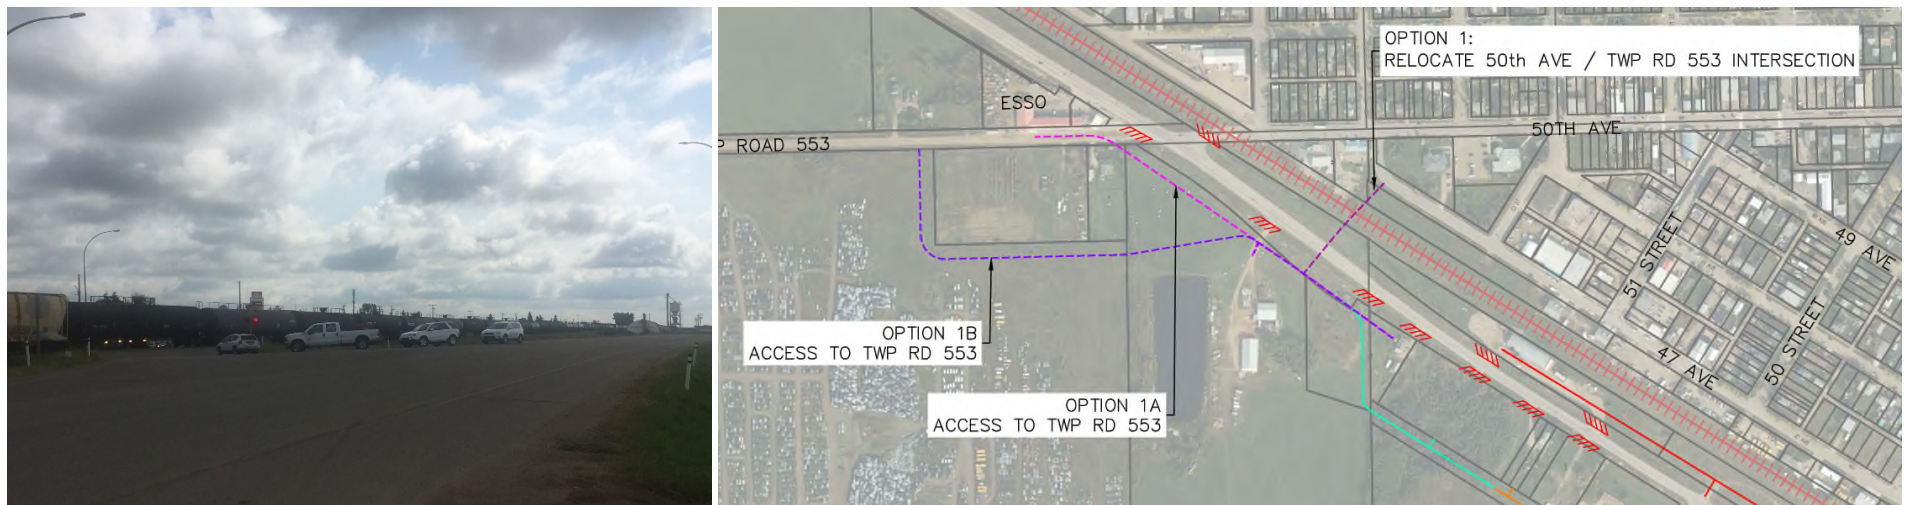 OPTION 1:
RELOCATE 50th AVE / TWP RD 553 INTERSECTION
ESSO
50TH AVE
P ROAD 553
51 STREET
49 AVE
50 STREET
47 AVE
OPTION 1B
ACCESS TO TWP RD 553
OPTION 1A
ACCESS TO TWP RD 553